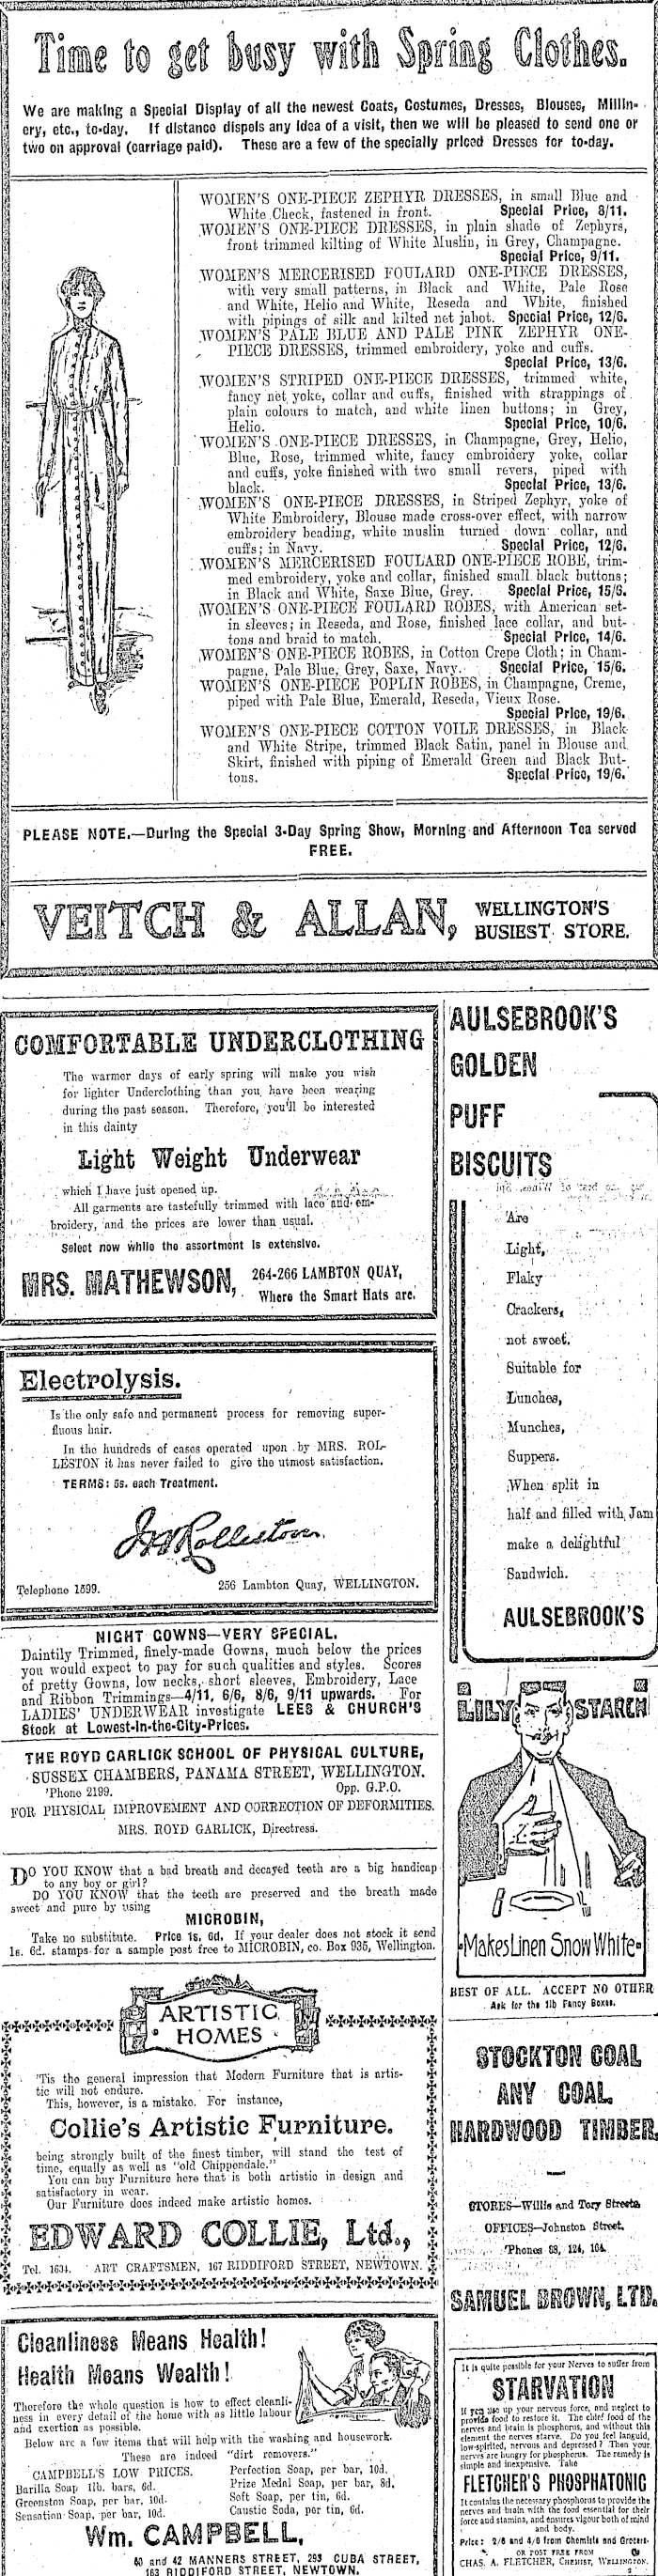 Time to get busy with Spring Clothes.
We are making a Special Display of all the newest Coats, Costumes, Dresses, Blouses, Millin-
ery, etc., to-day. If distance dispels any idea of a visit, then we will be pleased to send one or
two on approval (carriage paid). These are a few of the specially priced Dresses for to-day.
WOMEN'S ONE-PIECE ZEPHYR DRESSES, in small Blue and
White Check, fastened in front. Special Price, 8/11.
WOMEN'S ONE-PIECE DRESSES, in plain shade of Zephyrs,
front trimmed kilting of White Muslin, in Grey, Champagne.
Special Price, 9/11.
WOMEN'S MERCERISED FOULARD ONE-PIECE DRESSES,
with very small patterns, in Black and White, Pale Rose
and White, Helio and White, Reseda and White, finished
with pipings of silk and kilted net jabot. Special Price, 12/6.
WOMEN'S PALE BLUE AND PALE PINK ZEPHYR ONE-
PIECE DRESSES, trimmed embroidery, yoke and cuffs.
Special Price, 13/6.
WOMEN'S STRIPED ONE-PIECE DRESSES, trimmed white,
fancy net yoke, collar and cuffs, finished with strappings of
plain colours to match, and white linen buttons; in Grey,
Helio. Special Price, 10/6.
WOMEN'S ONE-PIECE DRESSES, in Champagne, Grey, Helio,
Blue, Rose, trimmed white, fancy embroidery yoke, collar
and cuffs, yoke finished with two small revers, piped with
black. Special Price, 13/6.
WOMEN'S ONE-PIECE DRESSES, in Striped Zephyr, yoke of
White Embroidery, Blouse made cross-over effect, with narrow
embroidery beading, white muslin turned down collar, and
cuffs; in Navy. Special Price, 12/6.
WOMEN'S MERCERISED FOULARD ONE-PIECE ROBE, trim-
med embroidery, yoke and collar, finished small black buttons;
in Black and White, Saxe Blue, Grey. Special Price, 15/6.
WOMEN'S ONE-PIECE FOULARD ROBES, with American set-
in sleeves; in Reseda, and Rose, finished lace collar, and but-
tons and braid to match. Special Price, 14/6.
WOMEN'S ONE-PIECE ROBES, in Cotton Crepe Cloth; in Cham-
pagne, Pale Blue, Grey, Saxe, Navy. Special Price, 15/6.
WOMEN'S ONE-PIECE POPLIN ROBES, in Champagne, Creme,
piped with Pale Blue, Emerald, Reseda, Vieux Rose.
Special Price, 19/6.
WOMEN'S ONE-PIECE COTTON VOILE DRESSES, in Black
and White Stripe, trimmed Black Satin, panel in Blouse and
Skirt, finished with piping of Emerald Green and Black But-
tons. Special Price, 19/6.
PLEASE NOTE.—During the Special 3-Day Spring Show, Morning and Afternoon Tea served
FREE.
VEITCH & ALLAN, WELLINGTON'S
BUSIEST STORE.
COMFORTABLE UNDERCLOTHING
The warmer days of early spring will make you wish
for lighter Underclothing than you have been wearing
during the past season. Therefore, you'll be interested
in this dainty
Light Weight Underwear
which I have just opened up.
All garments are tastefully trimmed with lace and em-
broidery, and the prices are lower than usual.
Select now while the assortment is extensive.
MRS. MATHEWSON, 264-266 LAMBTON QUAY,
Where the Smart Hats are.
Electrolysis.
Is the only safe and permanent process for removing super-
fluous hair.
In the hundreds of cases operated upon by MRS. ROL-
LESTON it has never failed to give the utmost satisfaction.
TERMS: 5s. each Treatment.
Rolleston
Telephone 1599. 256 Lambton Quay, WELLINGTON.
NIGHT GOWNS—VERY SPECIAL.
Daintily Trimmed, finely-made Gowns, much below the prices
you would expect to pay for such qualities and styles. Scores
of pretty Gowns, low necks, short sleeves, Embroidery, Lace
and Ribbon Trimmings—4/11, 6/6, 8/6, 9/11 upwards. For
LADIES' UNDERWEAR investigate LEES & CHURCH'S
Stock at Lowest-in-the-City-Prices.
THE ROYD GARLICK SCHOOL OF PHYSICAL CULTURE,
SUSSEX CHAMBERS, PANAMA STREET, WELLINGTON.
'Phone 2199. Opp. G.P.O.
FOR PHYSICAL IMPROVEMENT AND CORRECTION OF DEFORMITIES.
MRS. ROYD GARLICK, Directress.
DO YOU KNOW that a bad breath and decayed teeth are a big handicap
to any boy or girl?
DO YOU KNOW that the teeth are preserved and the breath made
sweet and pure by using
MICROBIN,
Take no substitute. Price 1s. 6d. If your dealer does not stock it send
1s. 6d. stamps for a sample post free to MICROBIN, co. Box 935, Wellington.
ARTISTIC
HOMES
'Tis the general impression that Modern Furniture that is artis-
tic will not endure.
This, however, is a mistake. For instance,
Collie's Artistic Furniture.
being strongly built of the finest timber, will stand the test of
time, equally as well as "old Chippendale."
You can buy Furniture here that is both artistic in design and
satisfactory in wear.
Our Furniture does indeed make artistic homes.
EDWARD COLLIE, Ltd.,
Tel. 1634. ART CRAFTSMEN, 167 RIDDIFORD STREET, NEWTOWN.
Cleanliness Means Health!
Health Means Wealth!
Therefore the whole question is how to effect cleanli-
ness in every detail of the home with as little labour
and exertion as possible.
Below are a few items that will help with the washing and housework.
These are indeed "dirt removers."
CAMPBELL'S LOW PRICES.
Barilla Soap 1lb. bars, 6d.
Greenston Soap, per bar, 10d.
Sensation Soap, per bar, 10d.
Perfection Soap, per bar, 10d.
Prize Medal Soap, per bar, 8d.
Soft Soap, per tin, 6d.
Caustic Soda, per tin, 6d.
Wm. CAMPBELL,
40 and 42 MANNERS STREET, 293 CUBA STREET,
163 RIDDIFORD STREET, NEWTOWN.
AULSEBROOK'S
GOLDEN
PUFF
BISCUITS
Are
Light,
Flaky
Crackers,
not sweet.
Suitable for
Lunches,
Munches,
Suppers.
When split in
half and filled with Jam
make a delightful
Sandwich.
AULSEBROOK'S
LILY STARCH
Makes Linen Snow White
BEST OF ALL. ACCEPT NO OTHER
Ask for the 1lb Fancy Boxes.
STOCKTON COAL
ANY COAL
HARDWOOD TIMBER.
STORES—Willis and Tory Streets
OFFICES—Johnston Street.
'Phones 58, 124, 164.
SAMUEL BROWN, LTD.
It is quite possible for your Nerves to suffer from
STARVATION
If you use up your nervous force, and neglect to
provide food to restore it. The chief food of the
nerves and brain is phosphorus, and without this
element the nerves starve. Do you feel languid,
low-spirited, nervous and depressed? Then your
nerves are hungry for phosphorus. The remedy is
simple and inexpensive. Take
FLETCHER'S PHOSPHATONIC
It contains the necessary phosphorus to provide the
nerves and brain with the food essential for their
force and stamina, and ensures vigour both of mind
and body.
Price: 2/6 and 4/6 from Chemists and Grocers
OR POST FREE FROM
CHAS. A. FLETCHER, CHEMIST, WELLINGTON.